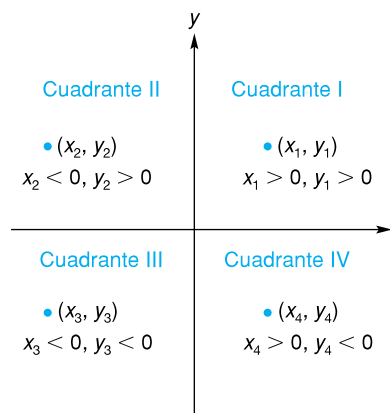 y
Cuadrante II
Cuadrante I
(x₂, y₂)
(x₁, y₁)
x₂ < 0, y₂ > 0
x₁ > 0, y₁ > 0
Cuadrante III
Cuadrante IV
(x₃, y₃)
(x₄, y₄)
x₃ < 0, y₃ < 0
x₄ > 0, y₄ < 0